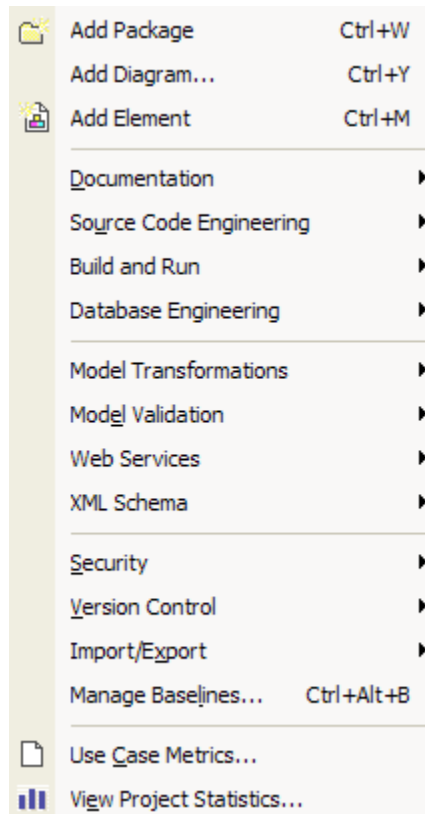 Add Package Ctrl+W
Add Diagram... Ctrl+Y
Add Element Ctrl+M
Documentation
Source Code Engineering
Build and Run
Database Engineering
Model Transformations
Model Validation
Web Services
XML Schema
Security
Version Control
Import/Export
Manage Baselines... Ctrl+Alt+B
Use Case Metrics...
View Project Statistics...